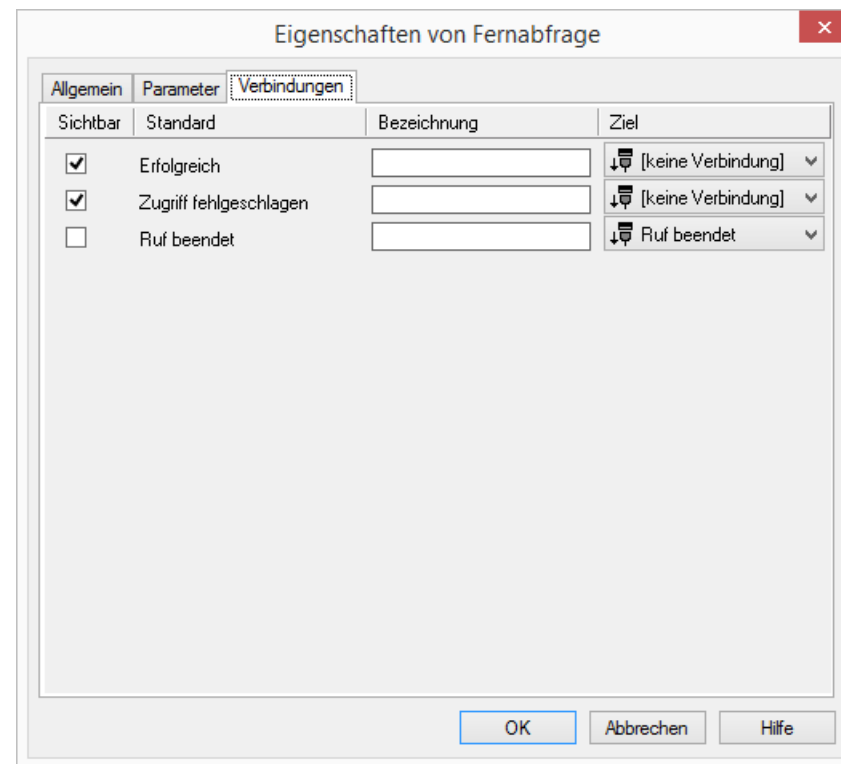 Eigenschaften von Fernabfrage
Allgemein Parameter Verbindungen
Sichtbar Standard Bezeichnung Ziel
Erfolgreich [keine Verbindung]
Zugriff fehlgeschlagen [keine Verbindung]
Ruf beendet Ruf beendet
OK Abbrechen Hilfe